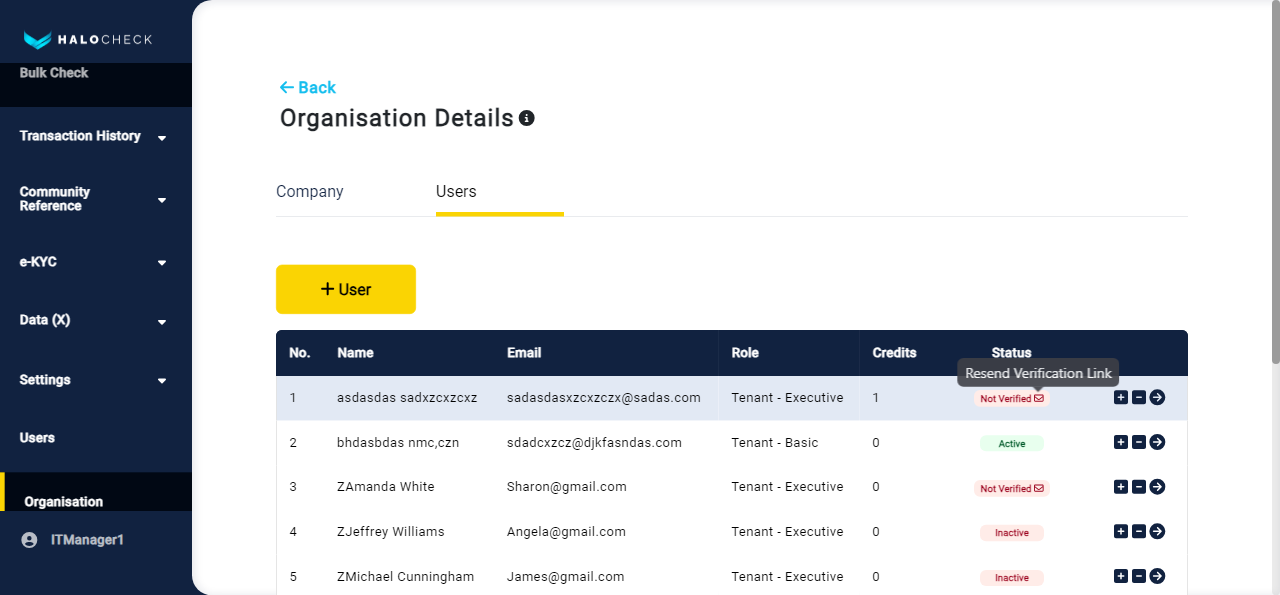 HALOCHECK
Bulk Check
Transaction History
Community
Reference
e-KYC
Data (X)
Settings
Users
Organisation
ITManager1
Back
Organisation Details
Company Users
+ User
No. Name Email Role Credits Status
Resend Verification Link
1 asdasdas sadxzcxzcxz sadasdasxzcxzczx@sadas.com Tenant - Executive 1 Not Verified
2 bhdasbdas nmc,czn sdadcxzcz@djkfasndas.com Tenant - Basic 0 Active
3 ZAmanda White Sharon@gmail.com Tenant - Executive 0 Not Verified
4 ZJeffrey Williams Angela@gmail.com Tenant - Executive 0 Inactive
5 ZMichael Cunningham James@gmail.com Tenant - Executive 0 Inactive